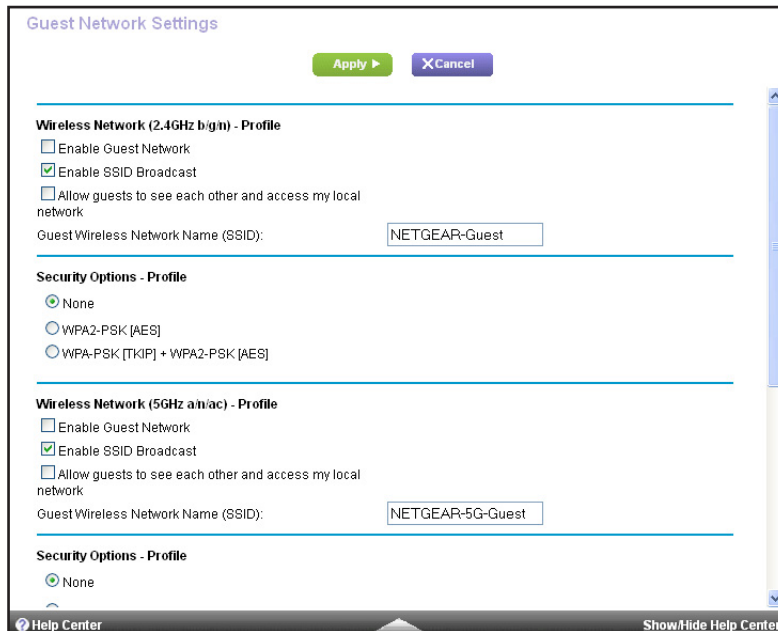 Guest Network Settings
Apply ▶
X Cancel
Wireless Network (2.4GHz b/g/n) - Profile
Enable Guest Network
Enable SSID Broadcast
Allow guests to see each other and access my local
network
Guest Wireless Network Name (SSID):
NETGEAR-Guest
Security Options - Profile
None
WPA2-PSK [AES]
WPA-PSK [TKIP] + WPA2-PSK [AES]
Wireless Network (5GHz a/n/ac) - Profile
Enable Guest Network
Enable SSID Broadcast
Allow guests to see each other and access my local
network
Guest Wireless Network Name (SSID):
NETGEAR-5G-Guest
Security Options - Profile
None
? Help Center
Show/Hide Help Center